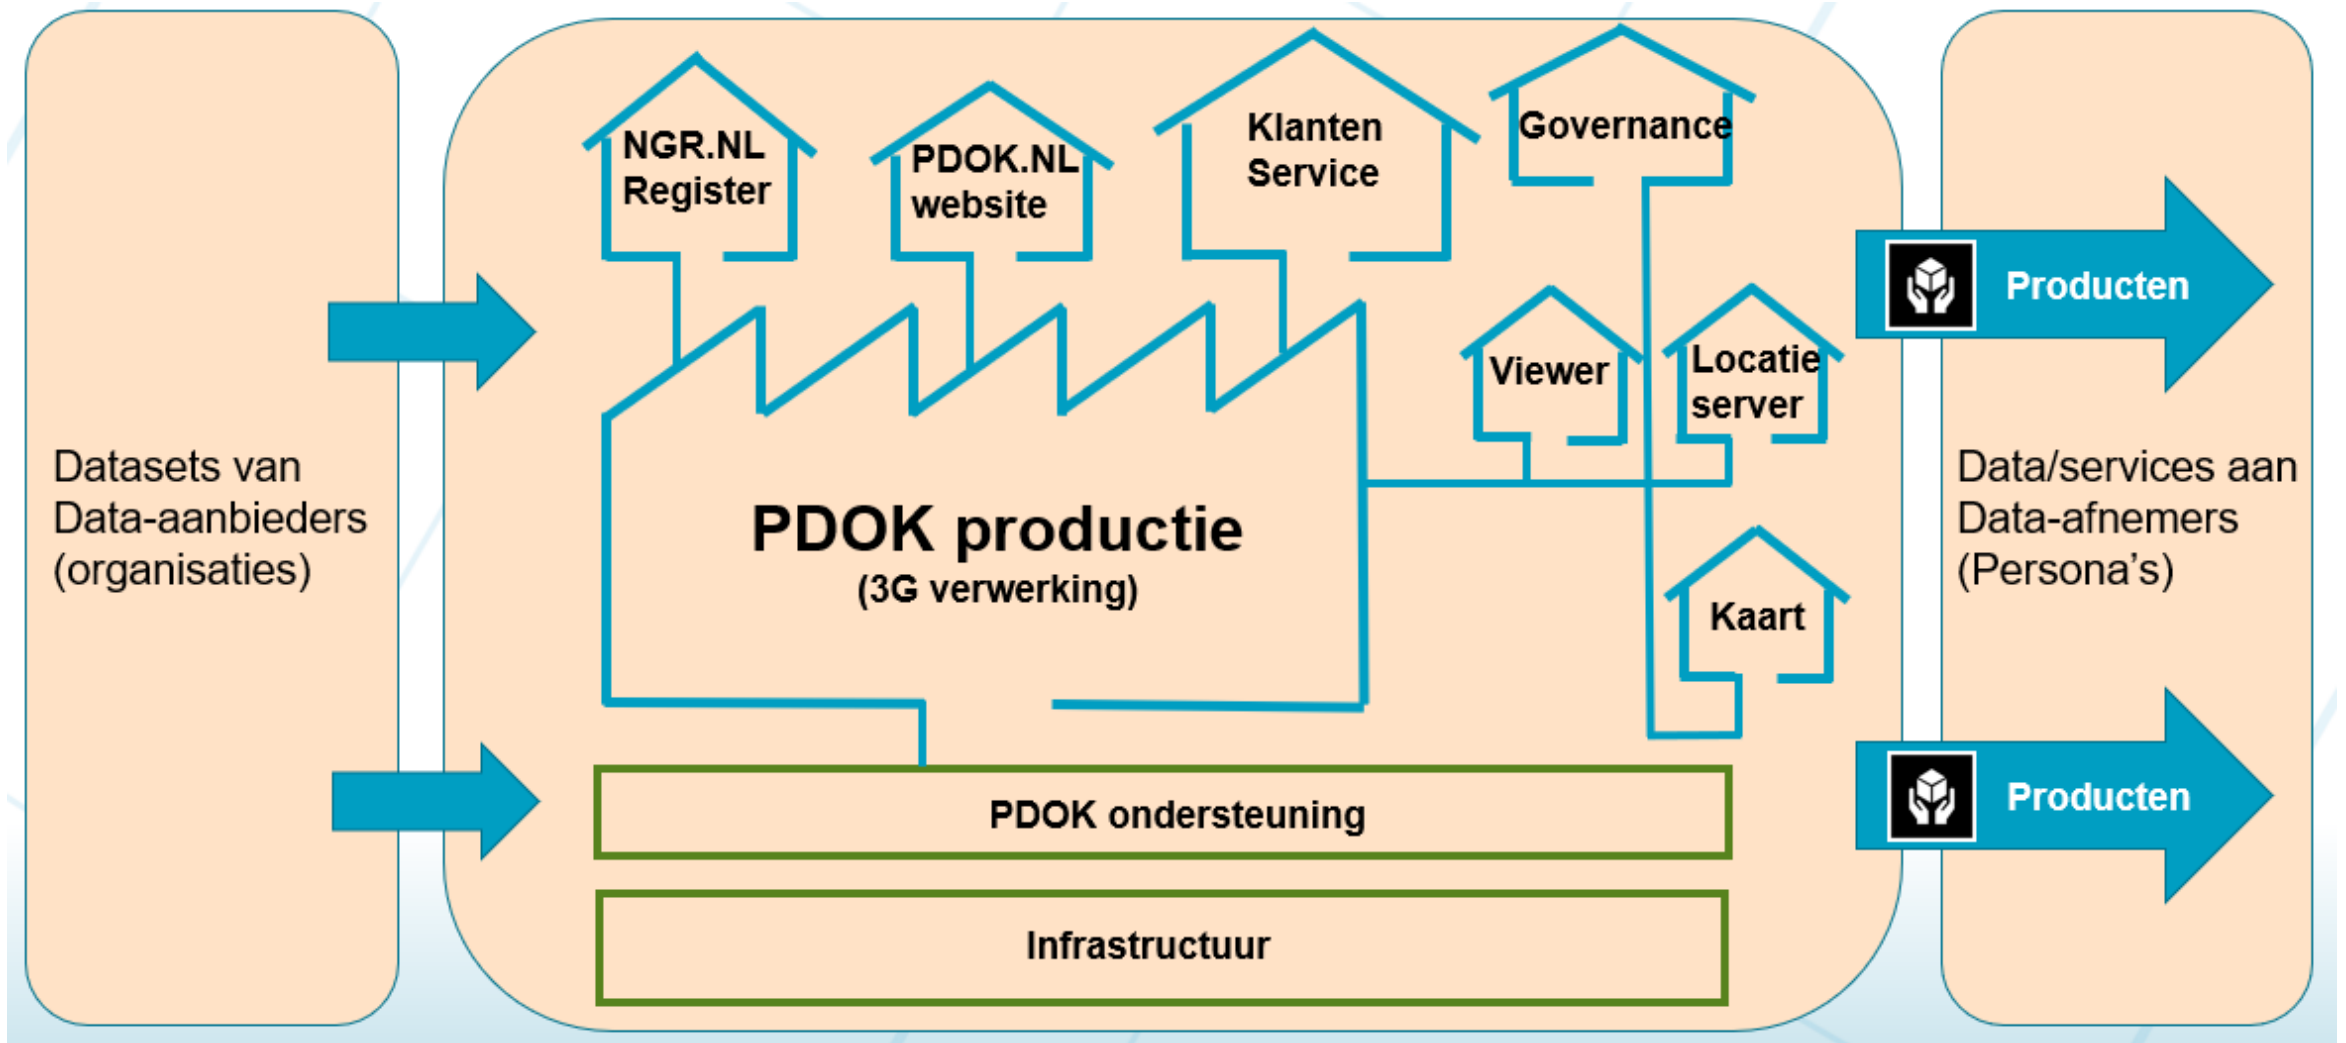 Datasets van
Data-aanbieders
(organisaties)
NGR.NL
Register
PDOK.NL
website
Klanten
Service
Governance
Viewer
Locatie
server
Kaart
PDOK productie
(3G verwerking)
PDOK ondersteuning
Infrastructuur
Producten
Data/services aan
Data-afnemers
(Persona’s)
Producten